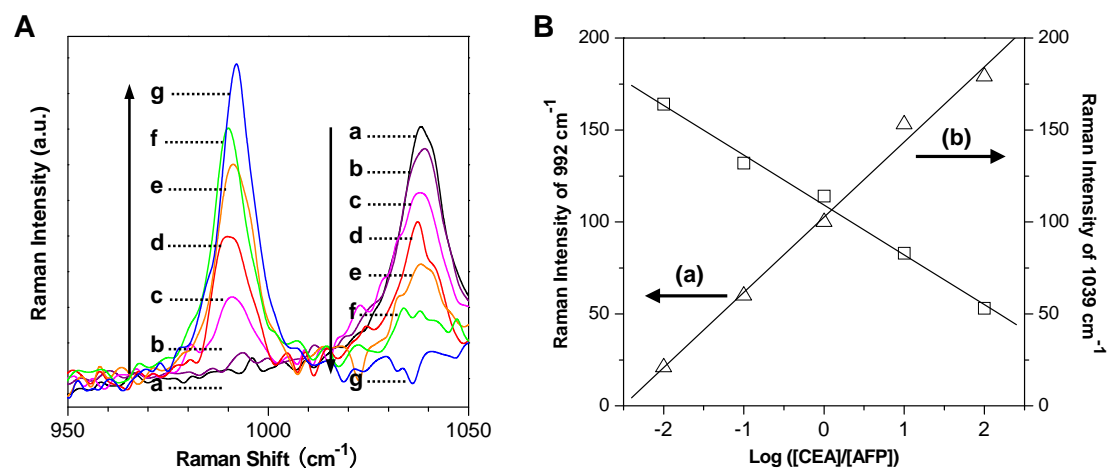 A
Raman Intensity (a.u.)
g
f
e
d
c
b
a
a
b
c
d
e
f
g
950
1000
1050
Raman Shift (cm-1)
B
Raman Intensity of 992 cm-1
200
150
100
50
0
(a)
(b)
-2
-1
0
1
2
Log ([CEA]/[AFP])
200
150
100
50
0
Raman Intensity of 1039 cm-1